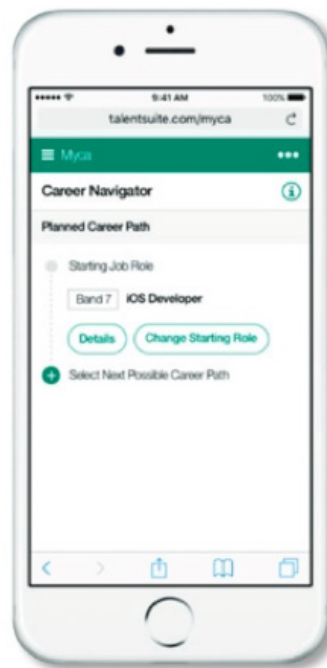 9:41 AM 100%
talentsuite.com/myca
Myca
Career Navigator
Planned Career Path
Starting Job Role
Band 7 iOS Developer
Details Change Starting Role
Select Next Possible Career Path